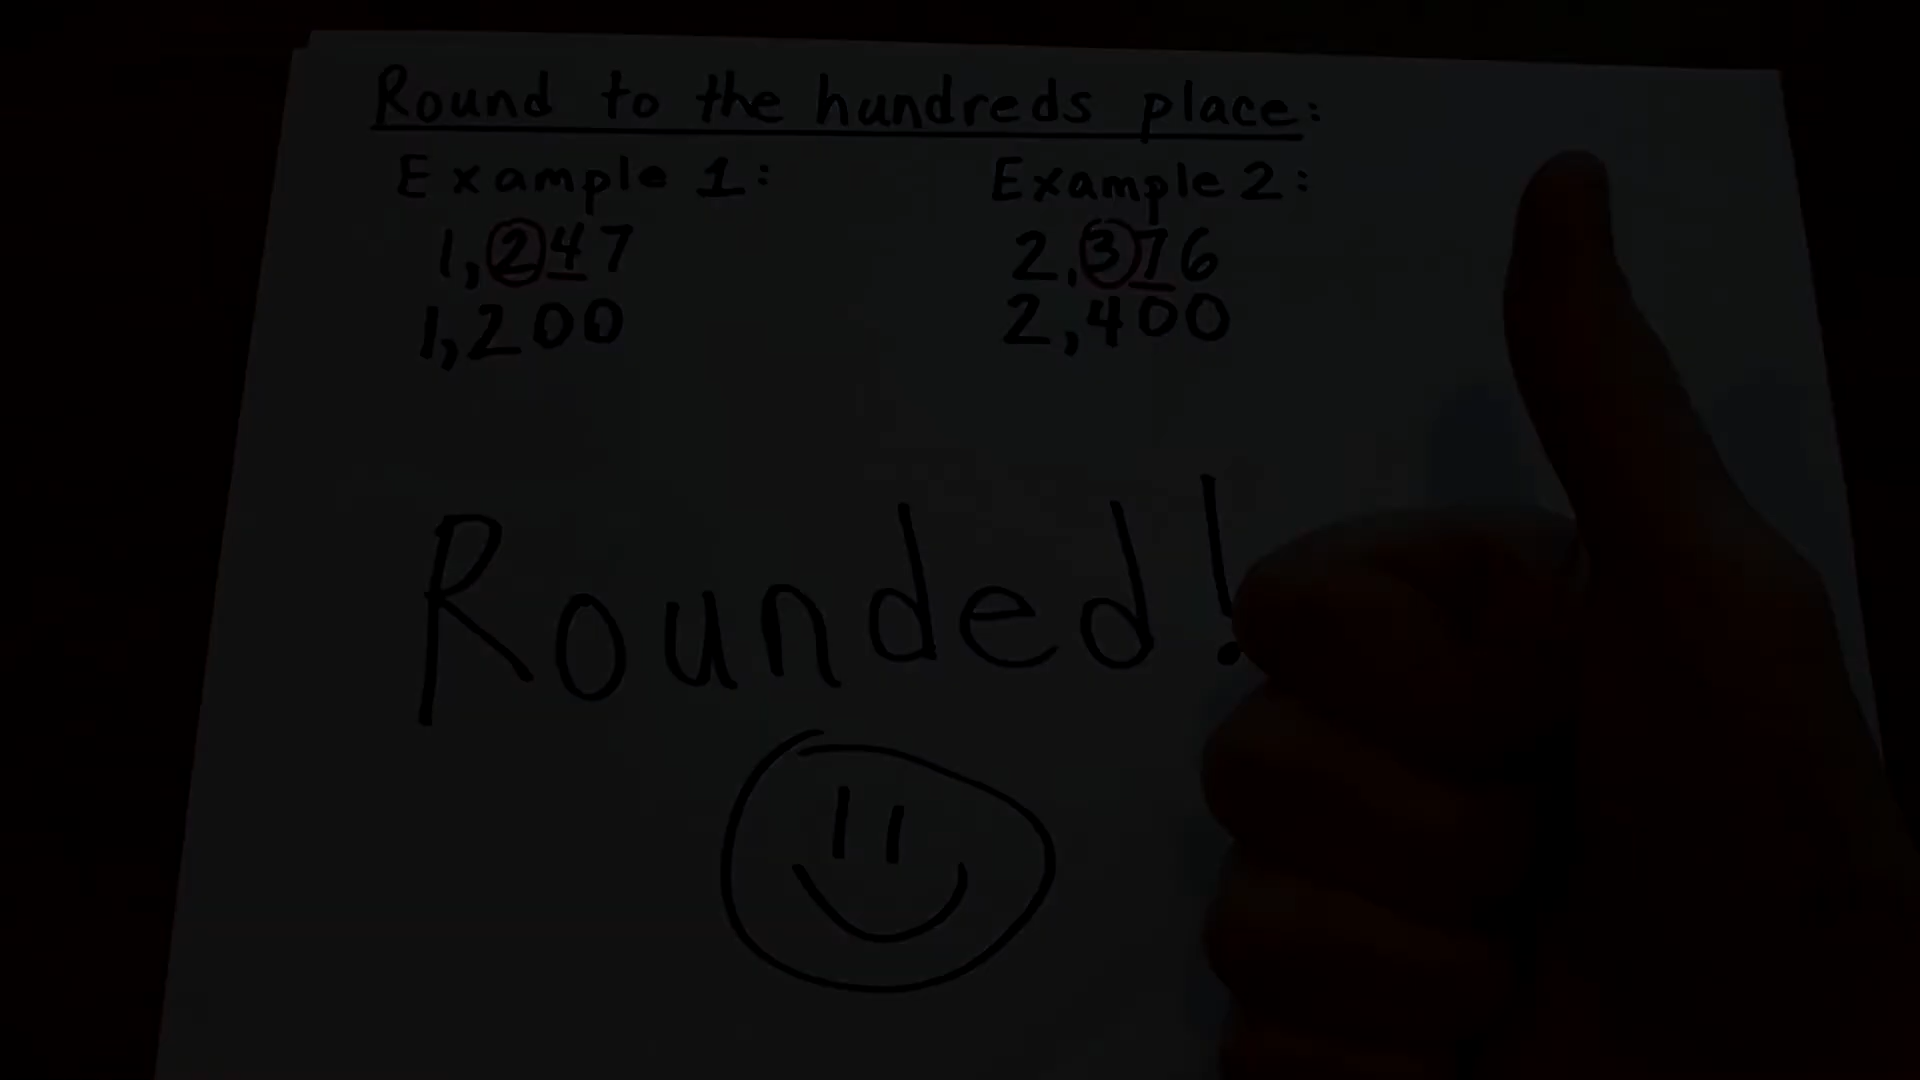 Round to the hundreds place:
Example 1:
1,247
1,200
Example 2:
2,376
2,400
Rounded!